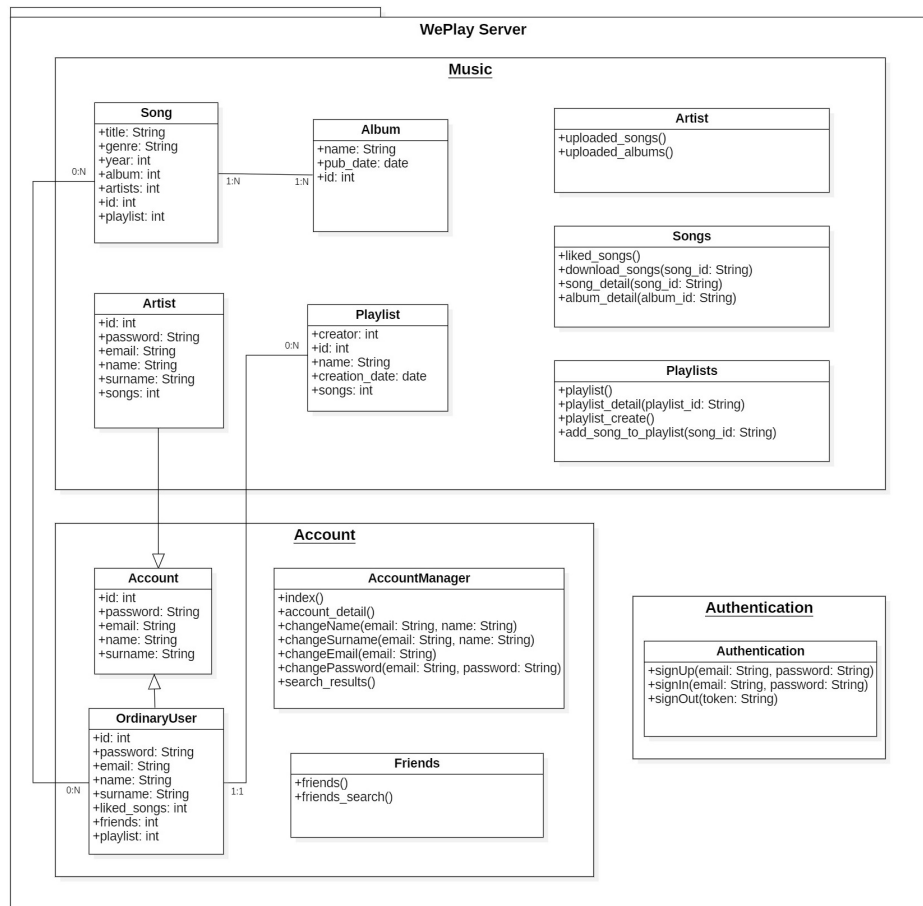 WePlay Server
Music
Song
+title: String
+genre: String
+year: int
+album: int
+artists: int
+id: int
+playlist: int
0:N
1:N
1:N
Album
+name: String
+pub_date: date
+id: int
Artist
+uploaded_songs()
+uploaded_albums()
Songs
+liked_songs()
+download_songs(song_id: String)
+song_detail(song_id: String)
+album_detail(album_id: String)
Artist
+id: int
+password: String
+email: String
+name: String
+surname: String
+songs: int
0:N
Playlist
+creator: int
+id: int
+name: String
+creation_date: date
+songs: int
Playlists
+playlist()
+playlist_detail(playlist_id: String)
+playlist_create()
+add_song_to_playlist(song_id: String)
Account
Account
+id: int
+password: String
+email: String
+name: String
+surname: String
AccountManager
+index()
+account_detail()
+changeName(email: String, name: String)
+changeSurname(email: String, name: String)
+changeEmail(email: String)
+changePassword(email: String, password: String)
+search_results()
Authentication
Authentication
+signUp(email: String, password: String)
+signIn(email: String, password: String)
+signOut(token: String)
OrdinaryUser
+id: int
+password: String
+email: String
+name: String
+surname: String
+liked_songs: int
+friends: int
+playlist: int
0:N
1:1
Friends
+friends()
+friends_search()